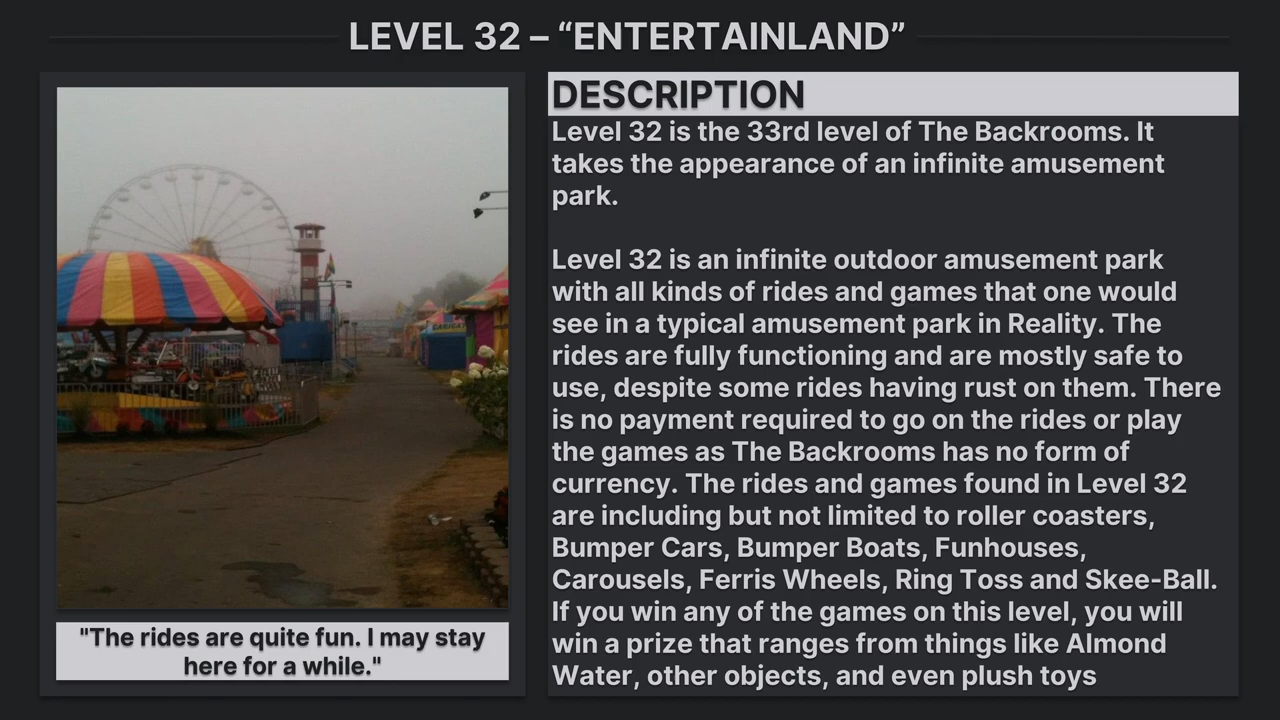 LEVEL 32 – “ENTERTAINLAND”
"The rides are quite fun. I may stay
here for a while."
DESCRIPTION
Level 32 is the 33rd level of The Backrooms. It
takes the appearance of an infinite amusement
park.
Level 32 is an infinite outdoor amusement park
with all kinds of rides and games that one would
see in a typical amusement park in Reality. The
rides are fully functioning and are mostly safe to
use, despite some rides having rust on them. There
is no payment required to go on the rides or play
the games as The Backrooms has no form of
currency. The rides and games found in Level 32
are including but not limited to roller coasters,
Bumper Cars, Bumper Boats, Funhouses,
Carousels, Ferris Wheels, Ring Toss and Skee-Ball.
If you win any of the games on this level, you will
win a prize that ranges from things like Almond
Water, other objects, and even plush toys